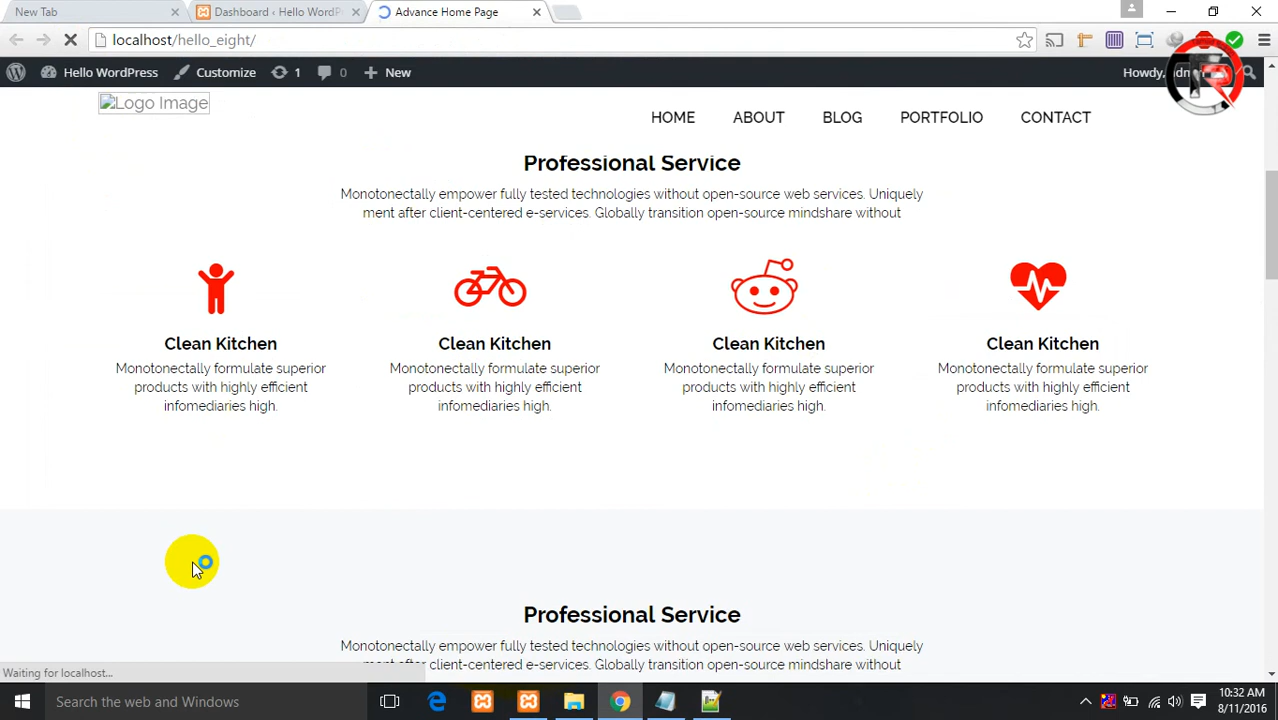 New Tab
Dashboard ‹ Hello WordP
Advance Home Page
localhost/hello_eight/
Hello WordPress
Customize
1
0
New
Howdy, admin
Logo Image
HOME
ABOUT
BLOG
PORTFOLIO
CONTACT
Professional Service
Monotonectally empower fully tested technologies without open-source web services. Uniquely
ment after client-centered e-services. Globally transition open-source mindshare without
Clean Kitchen
Monotonectally formulate superior
products with highly efficient
infomediaries high.
Clean Kitchen
Monotonectally formulate superior
products with highly efficient
infomediaries high.
Clean Kitchen
Monotonectally formulate superior
products with highly efficient
infomediaries high.
Clean Kitchen
Monotonectally formulate superior
products with highly efficient
infomediaries high.
Professional Service
Monotonectally empower fully tested technologies without open-source web services. Uniquely
ment after client-centered e-services. Globally transition open-source mindshare without
Waiting for localhost...
Search the web and Windows
10:32 AM
8/11/2016